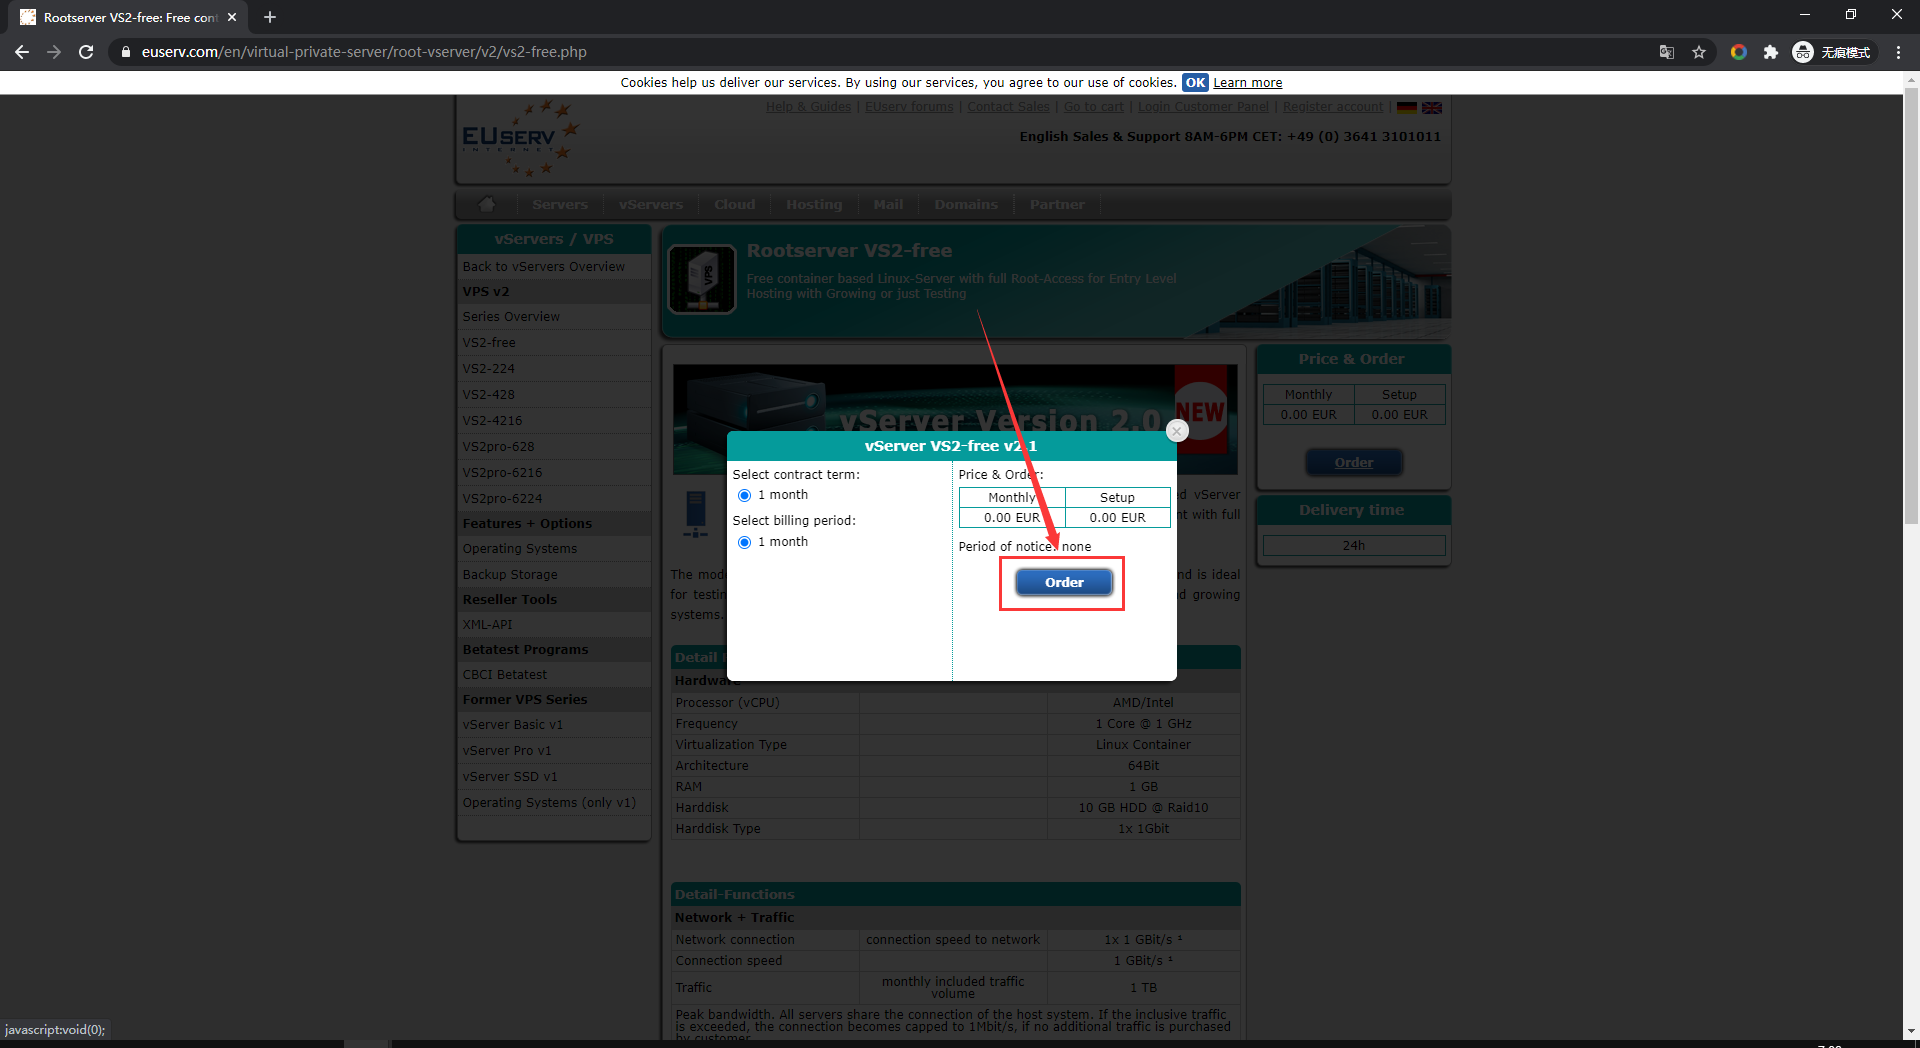 Rootserver VS2-free: Free cont
euserv.com/en/virtual-private-server/root-vserver/v2/vs2-free.php
无痕模式
Cookies help us deliver our services. By using our services, you agree to our use of cookies. OK Learn more
Help & Guides | EUserv forums | Contact Sales | Go to cart | Login Customer Panel | Register account |
EUSERV
INTERNET
English Sales & Support 8AM-6PM CET: +49 (0) 3641 3101011
Servers vServers Cloud Hosting Mail Domains Partner
vServers / VPS
Back to vServers Overview
VPS v2
Series Overview
VS2-free
VS2-224
VS2-428
VS2-4216
VS2pro-628
VS2pro-6216
VS2pro-6224
Features + Options
Operating Systems
Backup Storage
Reseller Tools
XML-API
Betatest Programs
CBCI Betatest
Former VPS Series
vServer Basic v1
vServer Pro v1
vServer SSD v1
Operating Systems (only v1)
VPS
Rootserver VS2-free
Free container based Linux-Server with full Root-Access for Entry Level
Hosting with Growing or just Testing
vServer Version 2.0
NEW
vServer VS2-free v2.1
Select contract term:
1 month
Select billing period:
1 month
Price & Order:
Monthly Setup
0.00 EUR 0.00 EUR
Period of notice: none
Order
ed vServer
nt with full
The mod nd is ideal
for testin d growing
systems.
Detail
Hardware
Processor (vCPU) AMD/Intel
Frequency 1 Core @ 1 GHz
Virtualization Type Linux Container
Architecture 64Bit
RAM 1 GB
Harddisk 10 GB HDD @ Raid10
Harddisk Type 1x 1Gbit
Detail-Functions
Network + Traffic
Network connection connection speed to network 1x 1 GBit/s ¹
Connection speed 1 GBit/s ¹
Traffic monthly included traffic volume 1 TB
Peak bandwidth. All servers share the connection of the host system. If the inclusive traffic
is exceeded, the connection becomes capped to 1Mbit/s, if no additional traffic is purchased
by customer.
Price & Order
Monthly Setup
0.00 EUR 0.00 EUR
Order
Delivery time
24h
javascript:void(0);